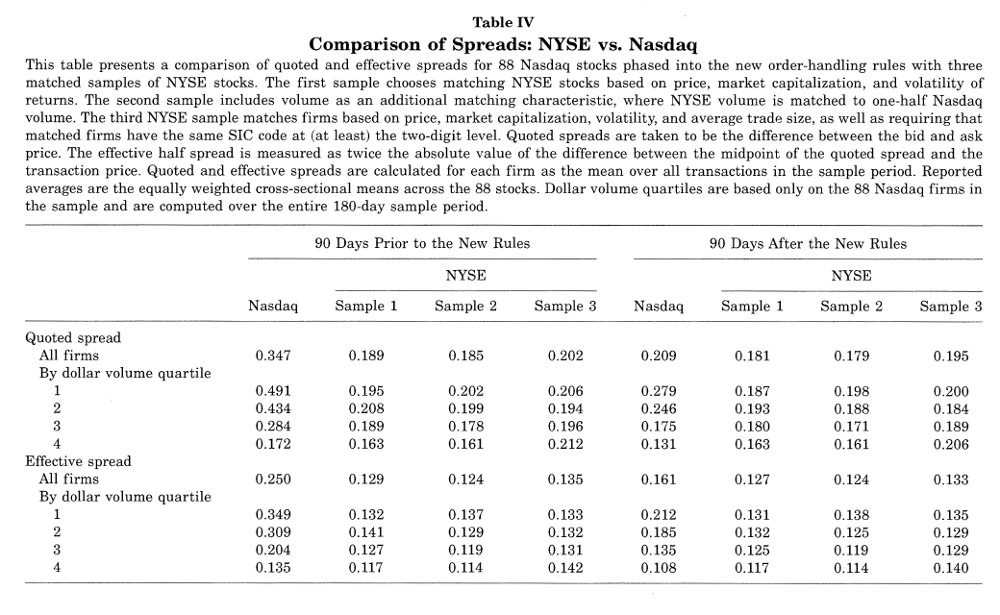 Table IV
Comparison of Spreads: NYSE vs. Nasdaq
This table presents a comparison of quoted and effective spreads for 88 Nasdaq stocks phased into the new order-handling rules with three
matched samples of NYSE stocks. The first sample chooses matching NYSE stocks based on price, market capitalization, and volatility of
returns. The second sample includes volume as an additional matching characteristic, where NYSE volume is matched to one-half Nasdaq
volume. The third NYSE sample matches firms based on price, market capitalization, volatility, and average trade size, as well as requiring that
matched firms have the same SIC code at (at least) the two-digit level. Quoted spreads are taken to be the difference between the bid and ask
price. The effective half spread is measured as twice the absolute value of the difference between the midpoint of the quoted spread and the
transaction price. Quoted and effective spreads are calculated for each firm as the mean over all transactions in the sample period. Reported
averages are the equally weighted cross-sectional means across the 88 stocks. Dollar volume quartiles are based only on the 88 Nasdaq firms in
the sample and are computed over the entire 180-day sample period.
90 Days Prior to the New Rules 90 Days After the New Rules
NYSE NYSE
Nasdaq Sample 1 Sample 2 Sample 3 Nasdaq Sample 1 Sample 2 Sample 3
Quoted spread
All firms 0.347 0.189 0.185 0.202 0.209 0.181 0.179 0.195
By dollar volume quartile
1 0.491 0.195 0.202 0.206 0.279 0.187 0.198 0.200
2 0.434 0.208 0.199 0.194 0.246 0.193 0.188 0.184
3 0.284 0.189 0.178 0.196 0.175 0.180 0.171 0.189
4 0.172 0.163 0.161 0.212 0.131 0.163 0.161 0.206
Effective spread
All firms 0.250 0.129 0.124 0.135 0.161 0.127 0.124 0.133
By dollar volume quartile
1 0.349 0.132 0.137 0.133 0.212 0.131 0.138 0.135
2 0.309 0.141 0.129 0.132 0.185 0.132 0.125 0.129
3 0.204 0.127 0.119 0.131 0.135 0.125 0.119 0.129
4 0.135 0.117 0.114 0.142 0.108 0.117 0.114 0.140